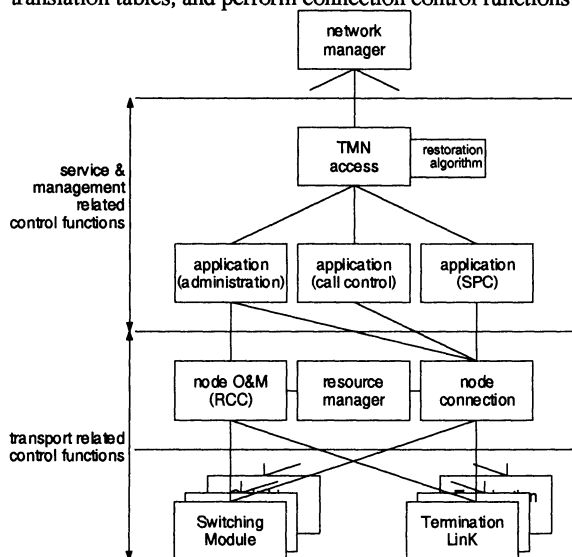 translation tables, and perform connection control functions
network
manager
TMN
access
restoration
algorithm
service &
management
related
control functions
application
(administration)
application
(call control)
application
(SPC)
node O&M
(RCC)
resource
manager
node
connection
transport related
control functions
Switching
Module
Termination
LinK